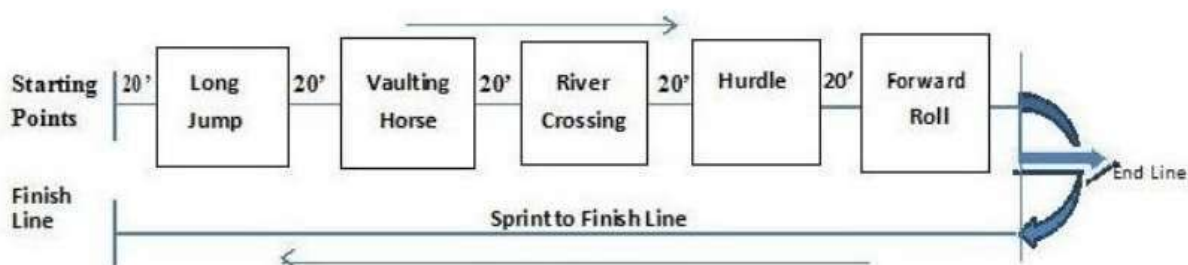 Starting
Points
20’
Long
Jump
20’
Vaulting
Horse
20’
River
Crossing
20’
Hurdle
20’
Forward
Roll
End Line
Finish
Line
Sprint to Finish Line